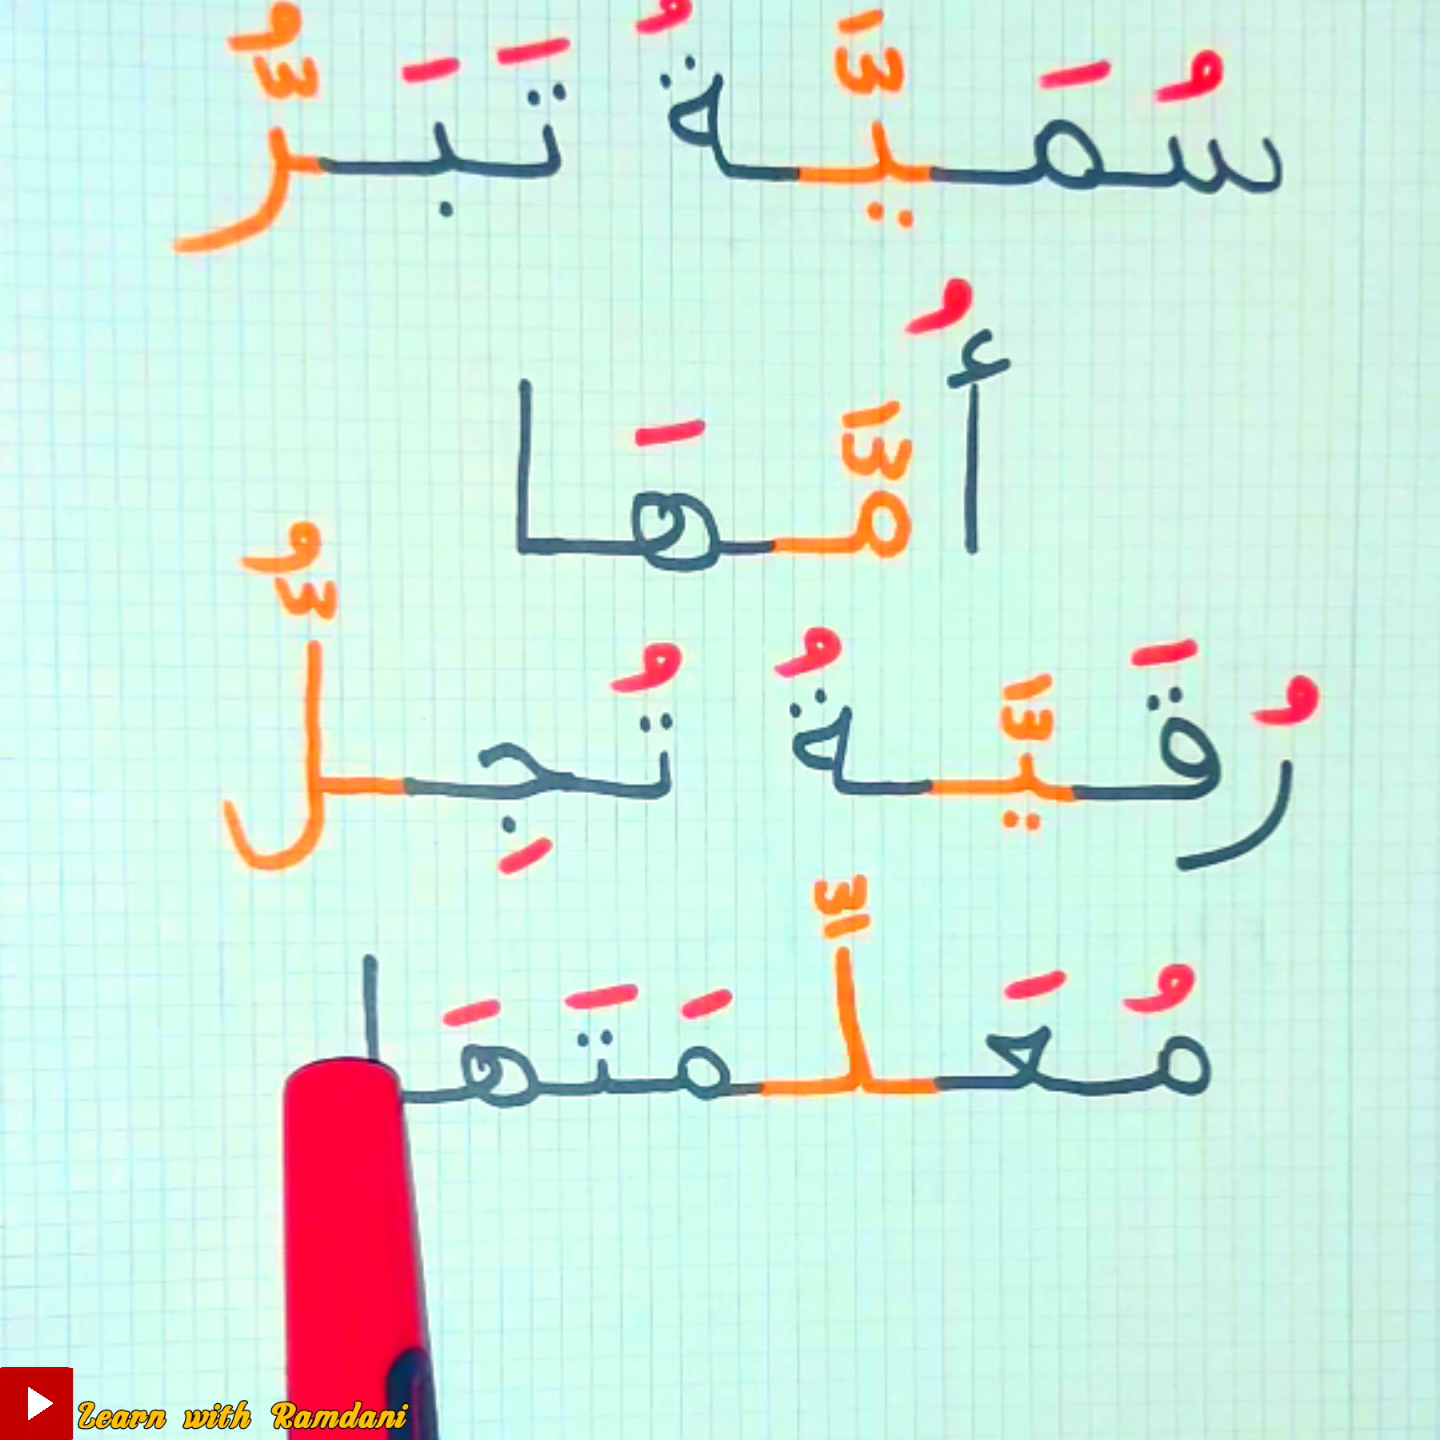 سُمَيَّةُ تَبَرُّ
أُمَّهَا
رُقَيَّةُ تُجِلُّ
مُعَلِّمَتَهَا
Learn with Ramdani